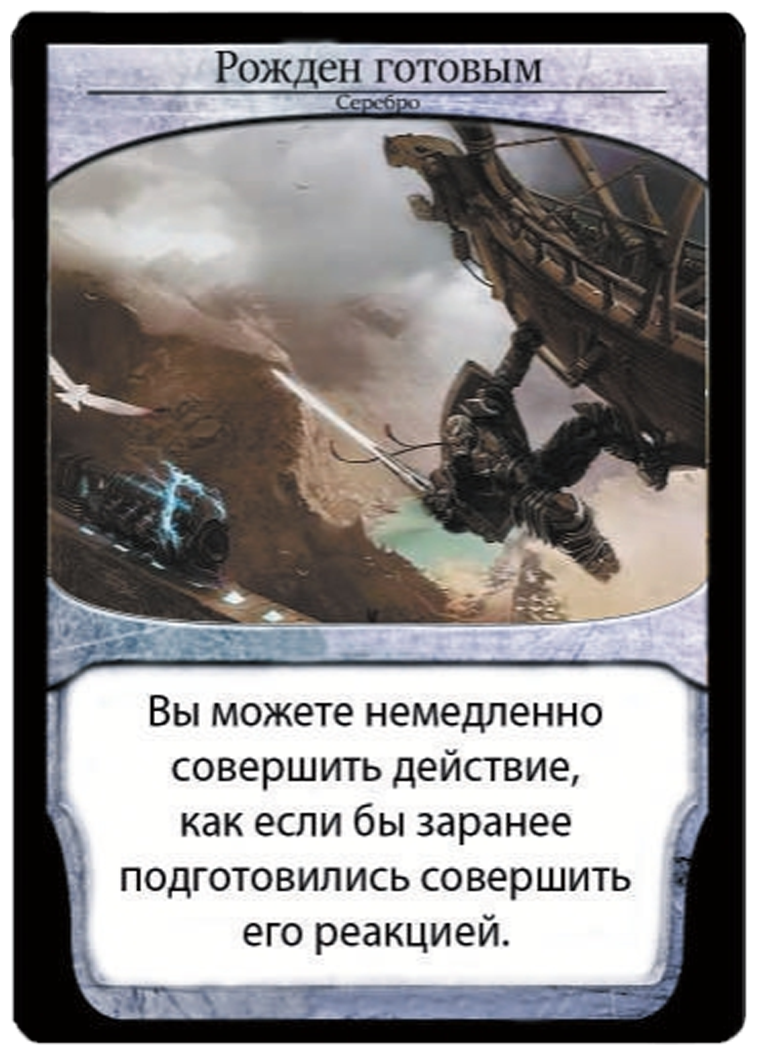 Рожден готовым
Серебро
Вы можете немедленно
совершить действие,
как если бы заранее
подготовились совершить
его реакцией.